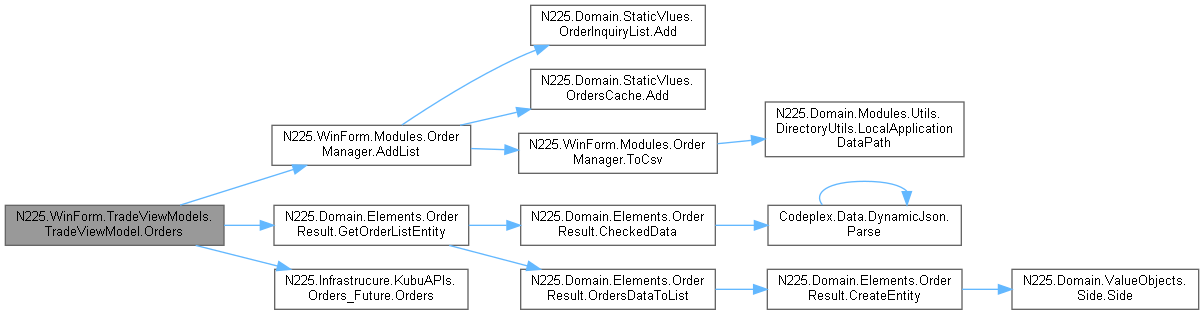 N225.Domain.StaticVlues.
OrderInquiryList.Add
N225.Domain.StaticVlues.
OrdersCache.Add
N225.WinForm.Modules.Order
Manager.AddList
N225.WinForm.Modules.Order
Manager.ToCsv
N225.Domain.Modules.Utils.
DirectoryUtils.LocalApplication
DataPath
N225.WinForm.TradeViewModels.
TradeViewModel.Orders
N225.Domain.Elements.Order
Result.GetOrderListEntity
N225.Domain.Elements.Order
Result.CheckedData
Codeplex.Data.DynamicJson.
Parse
N225.Infrastrucure.KubuAPIs.
Orders_Future.Orders
N225.Domain.Elements.Order
Result.OrdersDataToList
N225.Domain.Elements.Order
Result.CreateEntity
N225.Domain.ValueObjects.
Side.Side